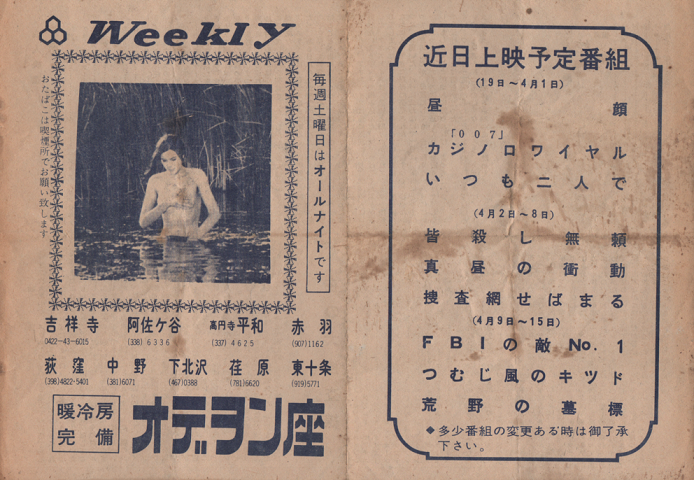 Weekly
毎週土曜日はオールナイトです
おたばこは喫煙所でお願い致します
吉祥寺 阿佐ケ谷 高円寺平和 赤羽
0422-43-6015 (338) 6336 (337) 4625 (907)1162
荻窪 中野 下北沢 荏原 東十条
(398)4822-5401 (381)6071 (467)0388 (781)6620 (919)5771
暖冷房
完備
オデヲン座
近日上映予定番組
(19日～4月1日)
昼顔
「007」
カジノロワイヤル
いつも二人で
(4月2日～8日)
皆殺し無頼
真昼の衝動
捜査網せばまる
(4月9日～15日)
FBIの敵No.1
つむじ風のキッド
荒野の墓標
◆多少番組の変更ある時は御了承
下さい。